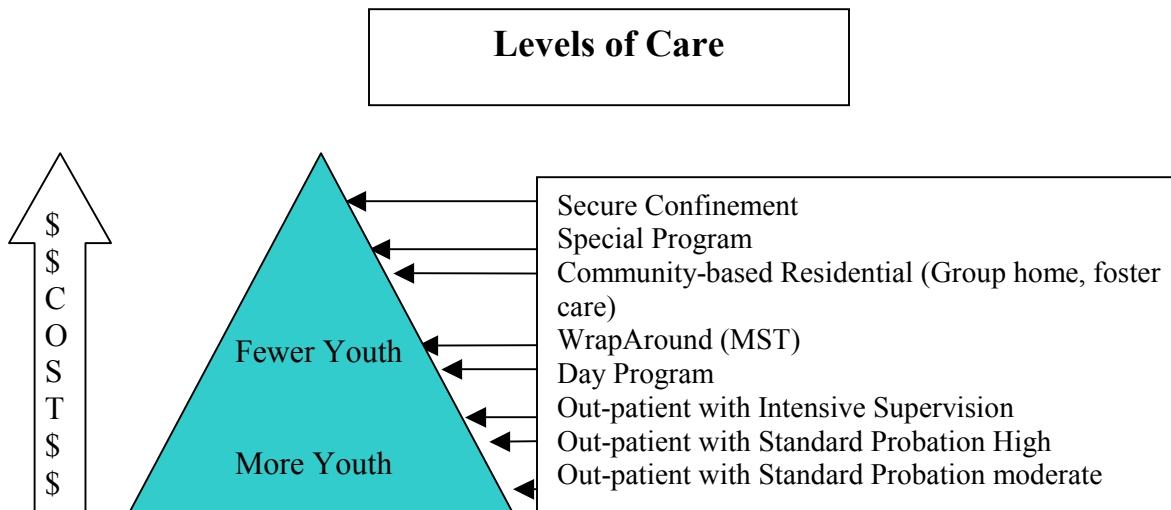 Levels of Care
$
$
C
O
S
T
$
$
Fewer Youth
More Youth
Secure Confinement
Special Program
Community-based Residential (Group home, foster
care)
WrapAround (MST)
Day Program
Out-patient with Intensive Supervision
Out-patient with Standard Probation High
Out-patient with Standard Probation moderate